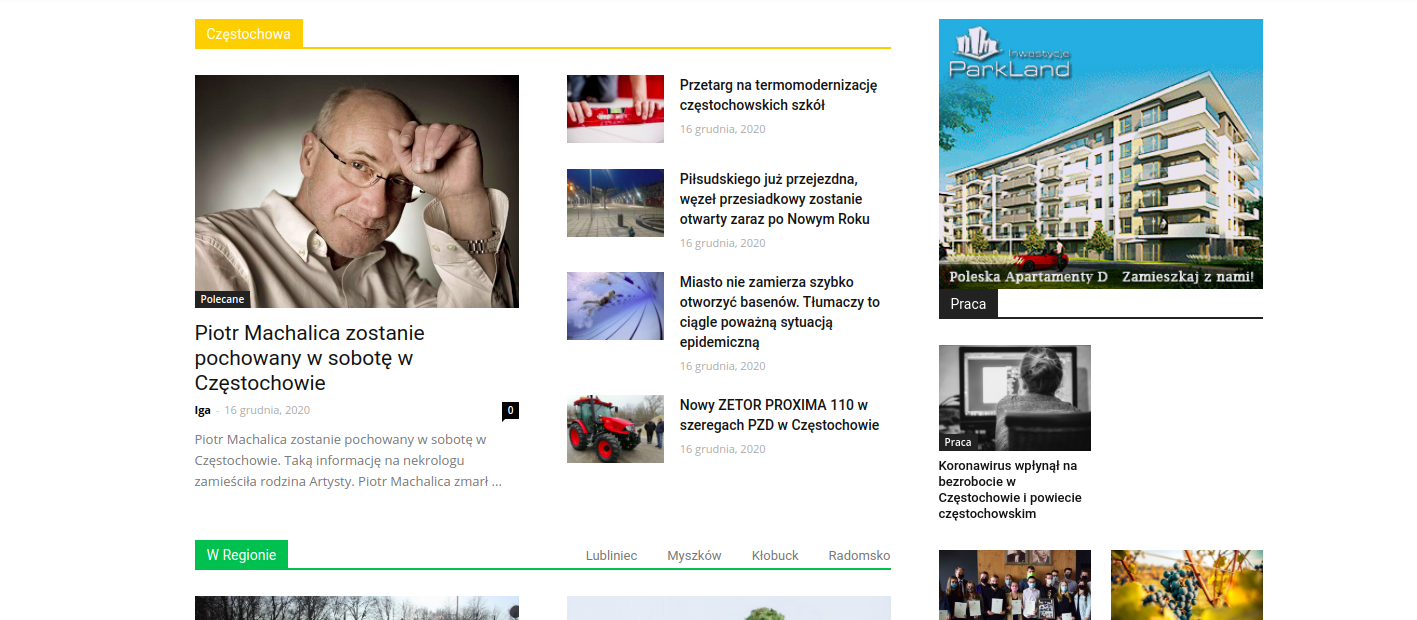 Częstochowa
Polecane
Piotr Machalica zostanie
pochowany w sobotę w
Częstochowie
Iga - 16 grudnia, 2020
0
Piotr Machalica zostanie pochowany w sobotę w
Częstochowie. Taką informację na nekrologu
zamieściła rodzina Artysty. Piotr Machalica zmarł ...
Przetarg na termomodernizację
częstochowskich szkół
16 grudnia, 2020
Piłsudskiego już przejezdna,
węzeł przesiadkowy zostanie
otwarty zaraz po Nowym Roku
16 grudnia, 2020
Miasto nie zamierza szybko
otworzyć basenów. Tłumaczy to
ciągle poważną sytuacją
epidemiczną
16 grudnia, 2020
Nowy ZETOR PROXIMA 110 w
szeregach PZD w Częstochowie
16 grudnia, 2020
Inwestycje
ParkLand
Poleska Apartamenty D Zamieszkaj z nami!
Praca
Praca
Koronawirus wpłynął na
bezrobocie w
Częstochowie i powiecie
częstochowskim
W Regionie
Lubliniec Myszków Kłobuck Radomsko